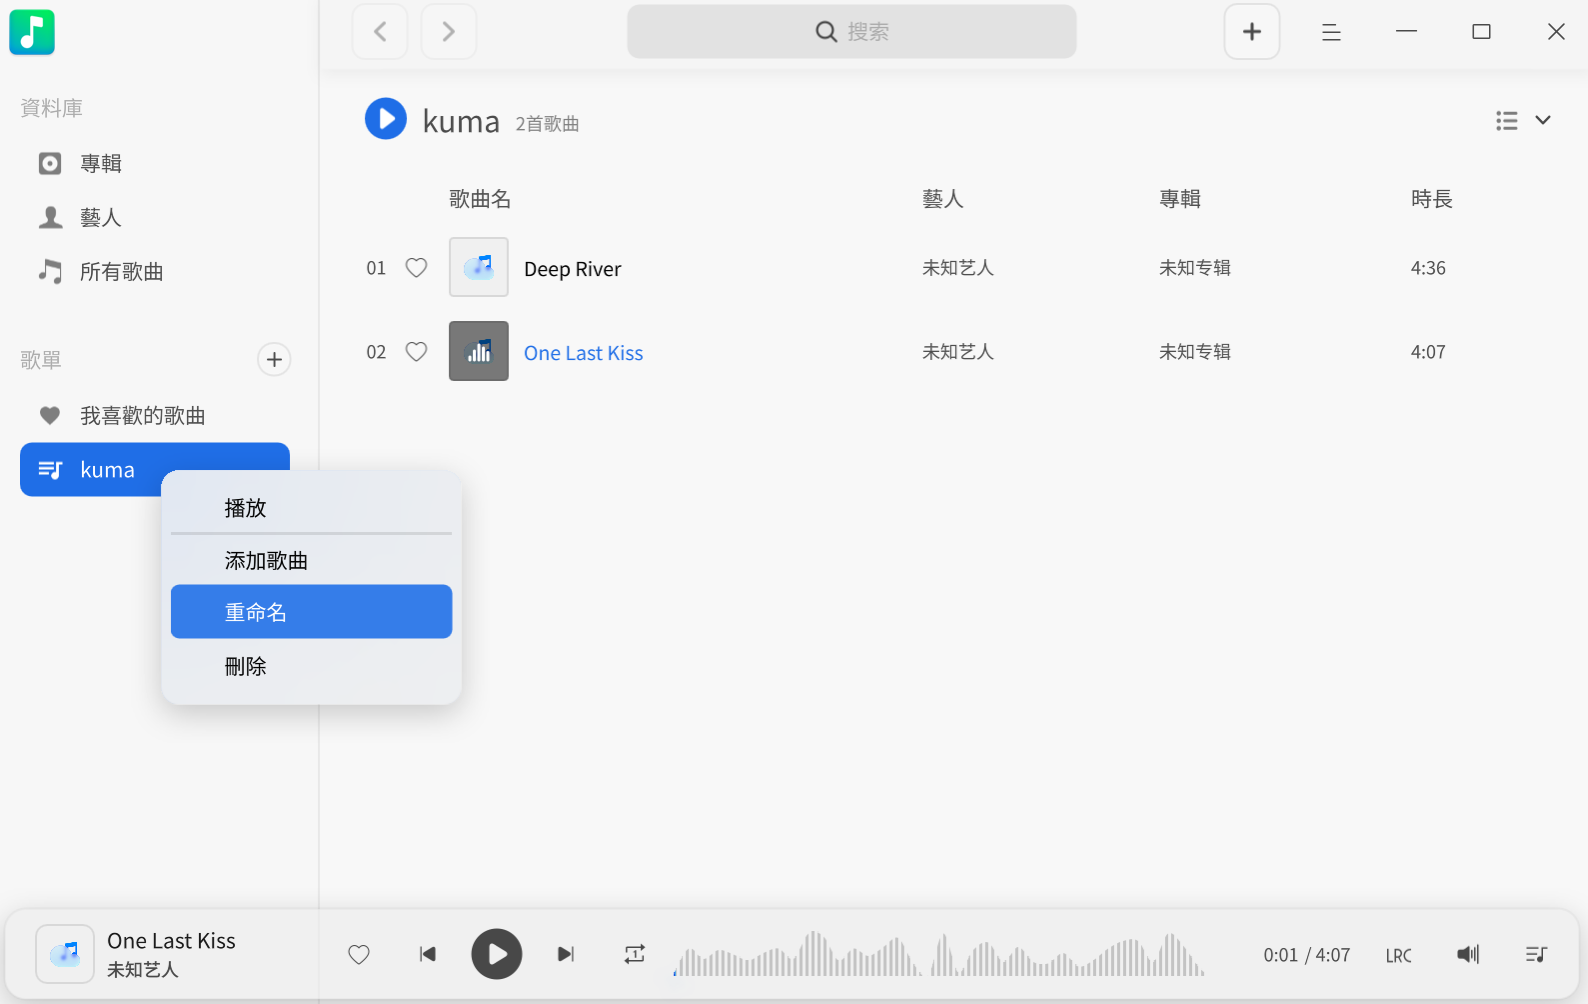 搜索
資料庫
專輯
藝人
所有歌曲
歌單
我喜歡的歌曲
kuma
播放
添加歌曲
重命名
刪除
kuma 2首歌曲
歌曲名 藝人 專輯 時長
01 Deep River 未知艺人 未知专辑 4:36
02 One Last Kiss 未知艺人 未知专辑 4:07
One Last Kiss
未知艺人
1
0:01 / 4:07
LRC